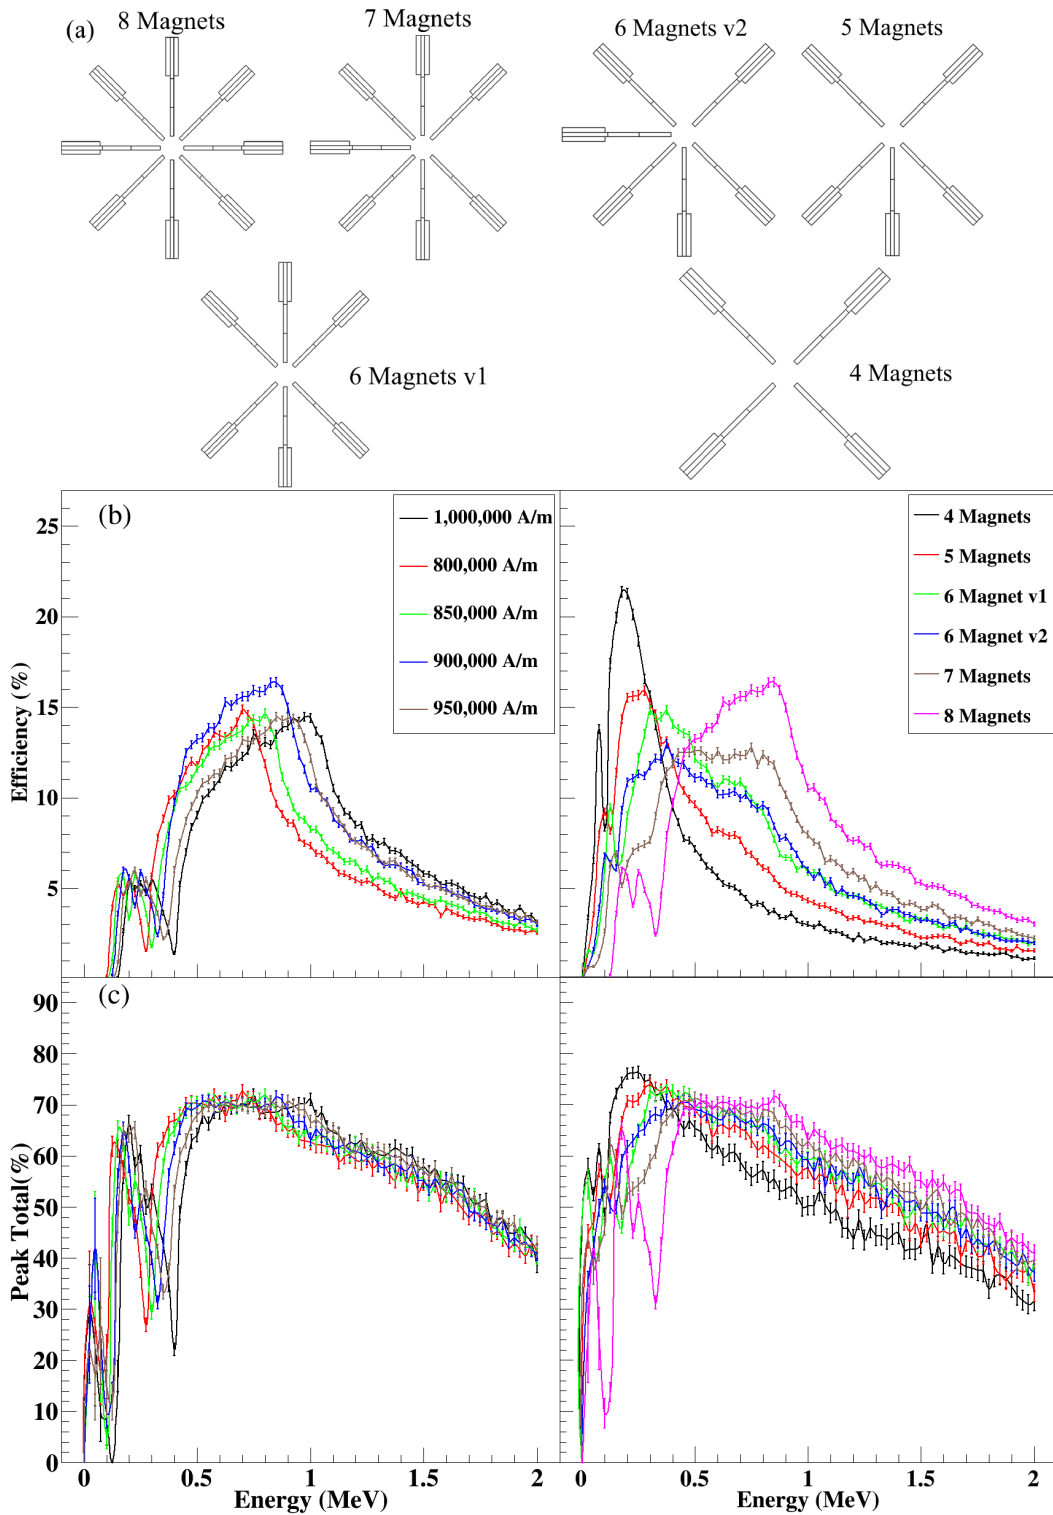 (a)
8 Magnets
7 Magnets
6 Magnets v2
5 Magnets
6 Magnets v1
4 Magnets
(b)
25
20
15
10
5
Efficiency (%)
1,000,000 A/m
800,000 A/m
850,000 A/m
900,000 A/m
950,000 A/m
4 Magnets
5 Magnets
6 Magnet v1
6 Magnet v2
7 Magnets
8 Magnets
(c)
90
80
70
60
50
40
30
20
10
0
Peak Total(%)
0 0.5 1 1.5 2
Energy (MeV)
0 0.5 1 1.5 2
Energy (MeV)